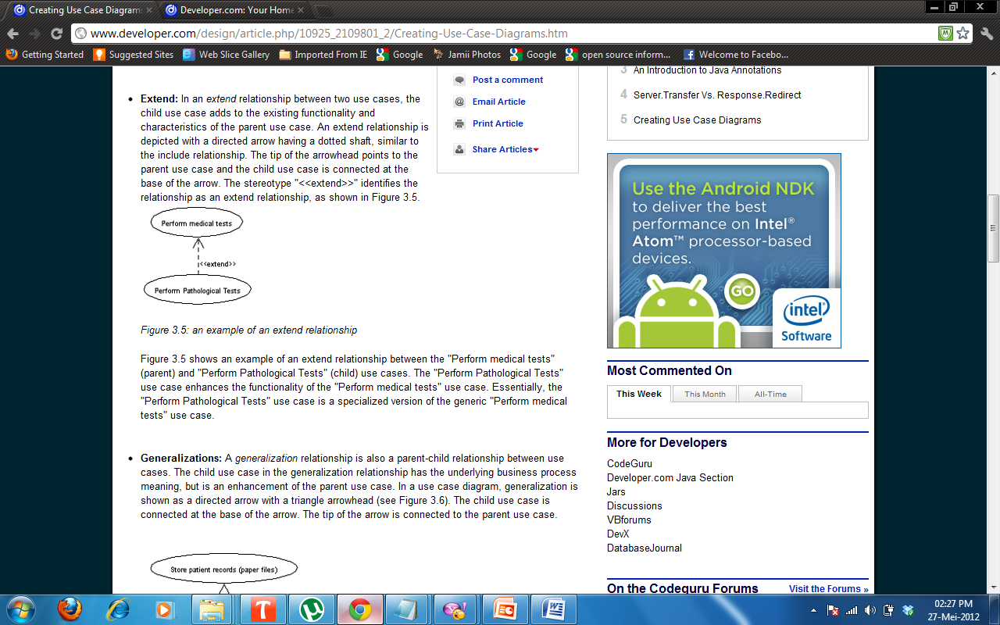 Creating Use Case Diagrams
Developer.com: Your Home
www.developer.com/design/article.php/10925_2109801_2/Creating-Use-Case-Diagrams.htm
Getting Started
Suggested Sites
Web Slice Gallery
Imported From IE
Google
Jamii Photos
Google
open source inform...
Welcome to Facebo...
Extend: In an extend relationship between two use cases, the
child use case adds to the existing functionality and
characteristics of the parent use case. An extend relationship is
depicted with a directed arrow having a dotted shaft, similar to
the include relationship. The tip of the arrowhead points to the
parent use case and the child use case is connected at the
base of the arrow. The stereotype "<<extend>>" identifies the
relationship as an extend relationship, as shown in Figure 3.5.
Perform medical tests
<<extend>>
Perform Pathological Tests
Figure 3.5: an example of an extend relationship
Figure 3.5 shows an example of an extend relationship between the "Perform medical tests"
(parent) and "Perform Pathological Tests" (child) use cases. The "Perform Pathological Tests"
use case enhances the functionality of the "Perform medical tests" use case. Essentially, the
"Perform Pathological Tests" use case is a specialized version of the generic "Perform medical
tests" use case.
Generalizations: A generalization relationship is also a parent-child relationship between use
cases. The child use case in the generalization relationship has the underlying business process
meaning, but is an enhancement of the parent use case. In a use case diagram, generalization is
shown as a directed arrow with a triangle arrowhead (see Figure 3.6). The child use case is
connected at the base of the arrow. The tip of the arrow is connected to the parent use case.
Store patient records (paper files)
Post a comment
Email Article
Print Article
Share Articles
3 An Introduction to Java Annotations
4 Server.Transfer Vs. Response.Redirect
5 Creating Use Case Diagrams
Use the Android NDK
to deliver the best
performance on Intel®
Atom™ processor-based
devices.
GO
intel
Software
Most Commented On
This Week
This Month
All-Time
More for Developers
CodeGuru
Developer.com Java Section
Jars
Discussions
VBforums
DevX
DatabaseJournal
On the Codeguru Forums
Visit the Forums »
02:27 PM
27-Mei-2012